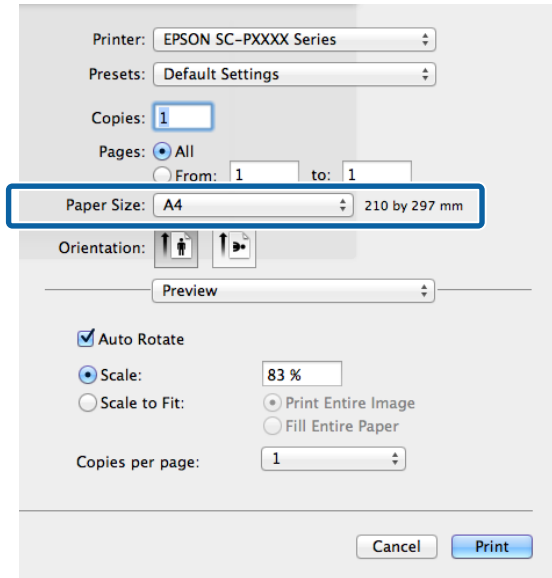 Printer: EPSON SC-PXXXX Series
Presets: Default Settings
Copies: 1
Pages: All
From: 1 to: 1
Paper Size: A4 210 by 297 mm
Orientation:
Preview
Auto Rotate
Scale: 83 %
Scale to Fit: Print Entire Image
Fill Entire Paper
Copies per page: 1
Cancel Print